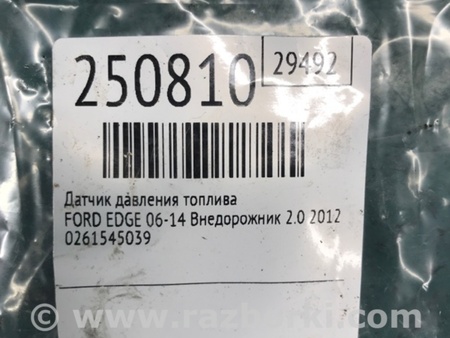 250810
29492
Датчик давления топлива
FORD EDGE 06-14 Внедорожник 2.0 2012
0261545039
© www.razborki.com